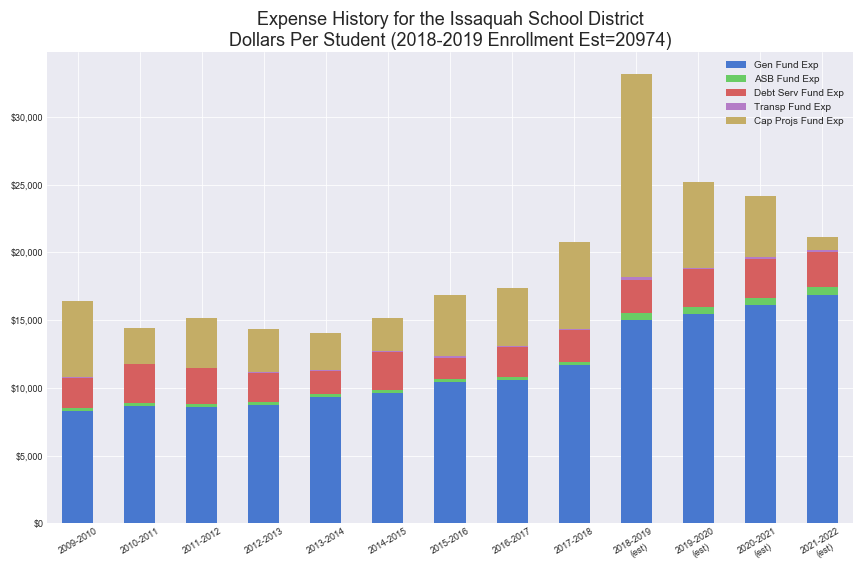 Expense History for the Issaquah School District
Dollars Per Student (2018-2019 Enrollment Est=20974)
Gen Fund Exp
ASB Fund Exp
Debt Serv Fund Exp
Transp Fund Exp
Cap Projs Fund Exp
$30,000
$25,000
$20,000
$15,000
$10,000
$5,000
$0
2009-2010
2010-2011
2011-2012
2012-2013
2013-2014
2014-2015
2015-2016
2016-2017
2017-2018
2018-2019
(est)
2019-2020
(est)
2020-2021
(est)
2021-2022
(est)